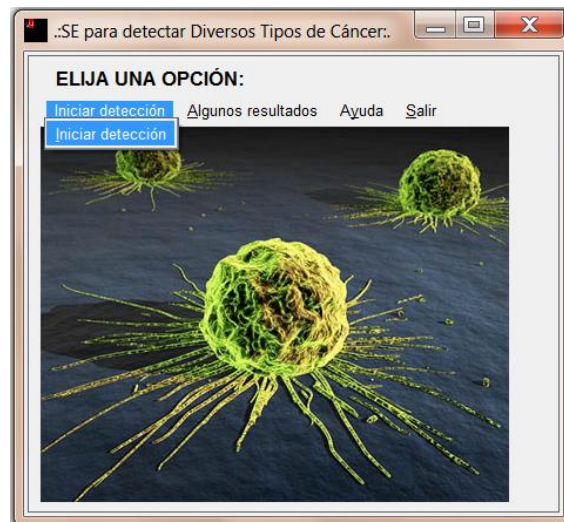 .:SE para detectar Diversos Tipos de Cáncer:.
ELIJA UNA OPCIÓN:
Iniciar detección Algunos resultados Ayuda Salir
Iniciar detección